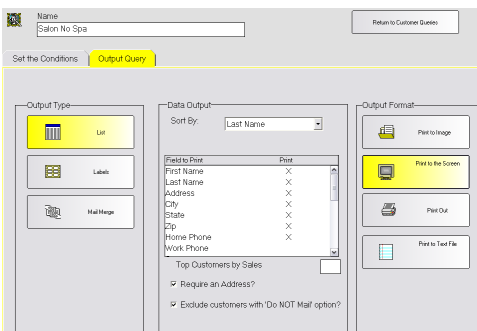 Name
Salon No Spa
Return to Customer Queries
Set the Conditions
Output Query
Output Type
List
Labels
Mail Merge
Data Output
Sort By:
Last Name
Field to Print Print
First Name X
Last Name X
Address X
City X
State X
Zip X
Home Phone X
Work Phone
Top Customers by Sales
Require an Address?
Exclude customers with 'Do NOT Mail' option?
Output Format
Print to Image
Print to the Screen
Print Out
Print to Text File